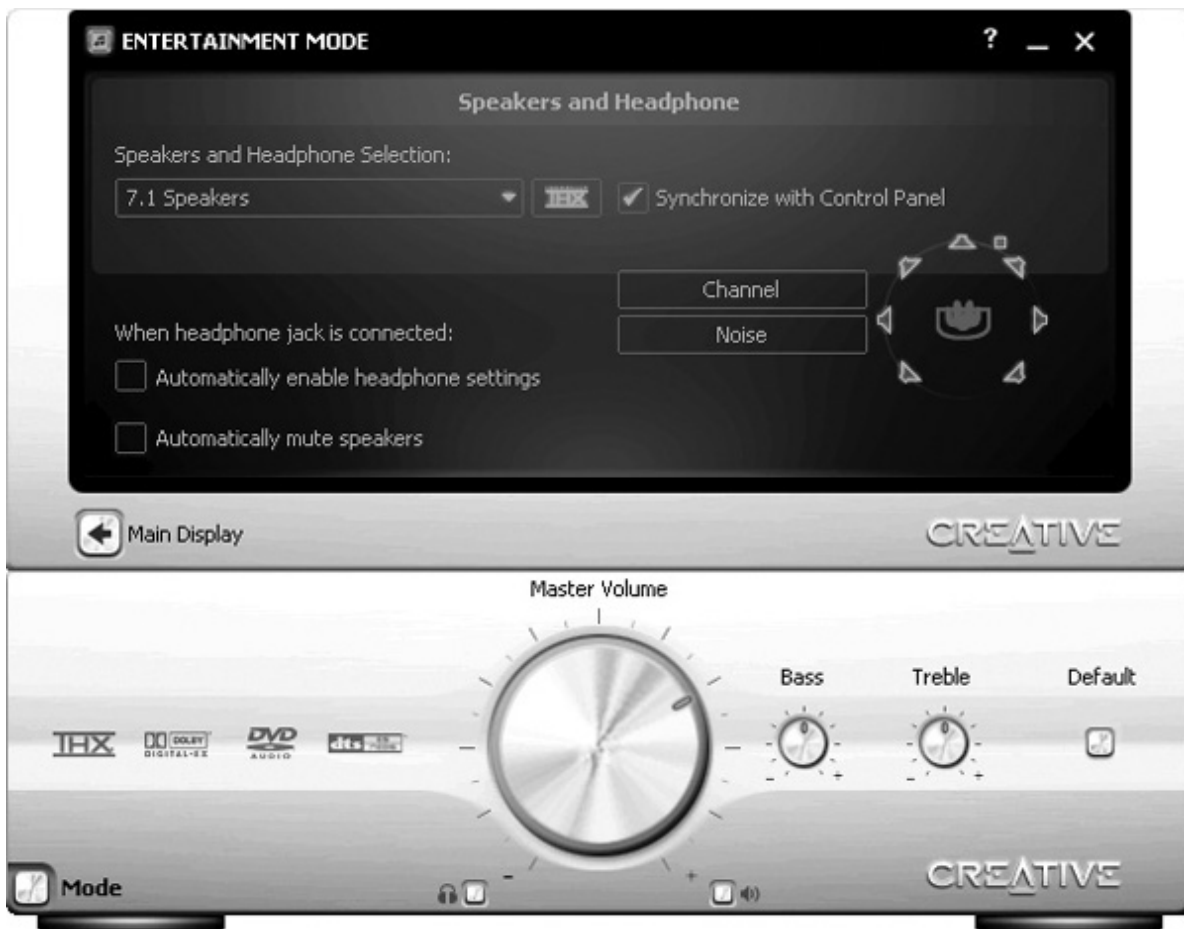 ENTERTAINMENT MODE ? _ X
Speakers and Headphone
Speakers and Headphone Selection:
7.1 Speakers
THX
Synchronize with Control Panel
Channel
Noise
When headphone jack is connected:
Automatically enable headphone settings
Automatically mute speakers
Main Display
CREATIVE
Master Volume
Bass
Treble
Default
THX
DOLBY
DIGITAL-EX
DVD
AUDIO
dts
- +
- +
- +
Mode
CREATIVE